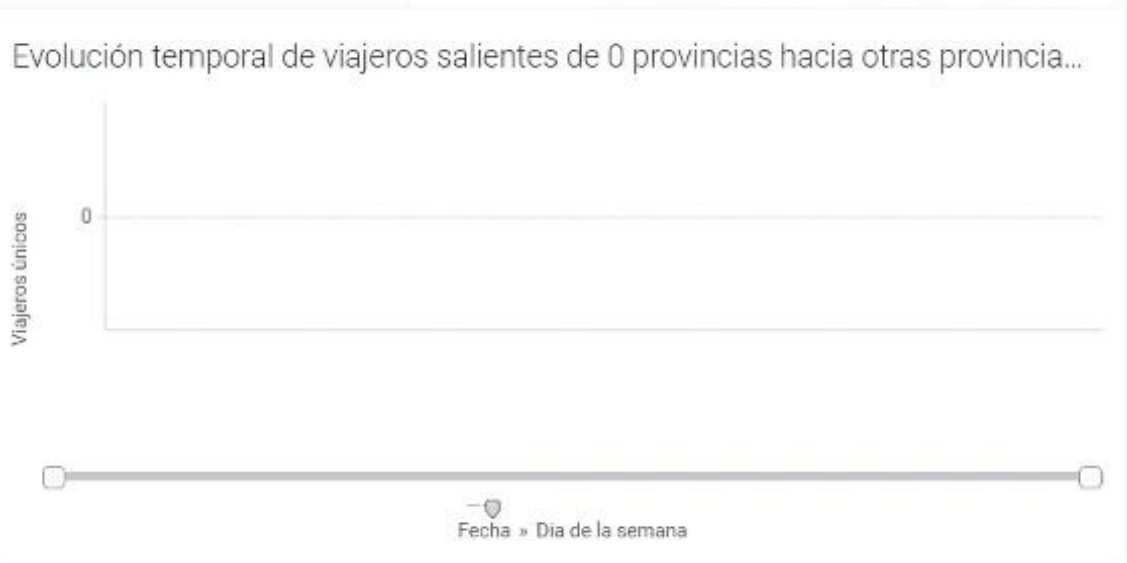 Evolución temporal de viajeros salientes de 0 provincias hacia otras provincia...
0
Viajeros únicos
Fecha » Dia de la semana